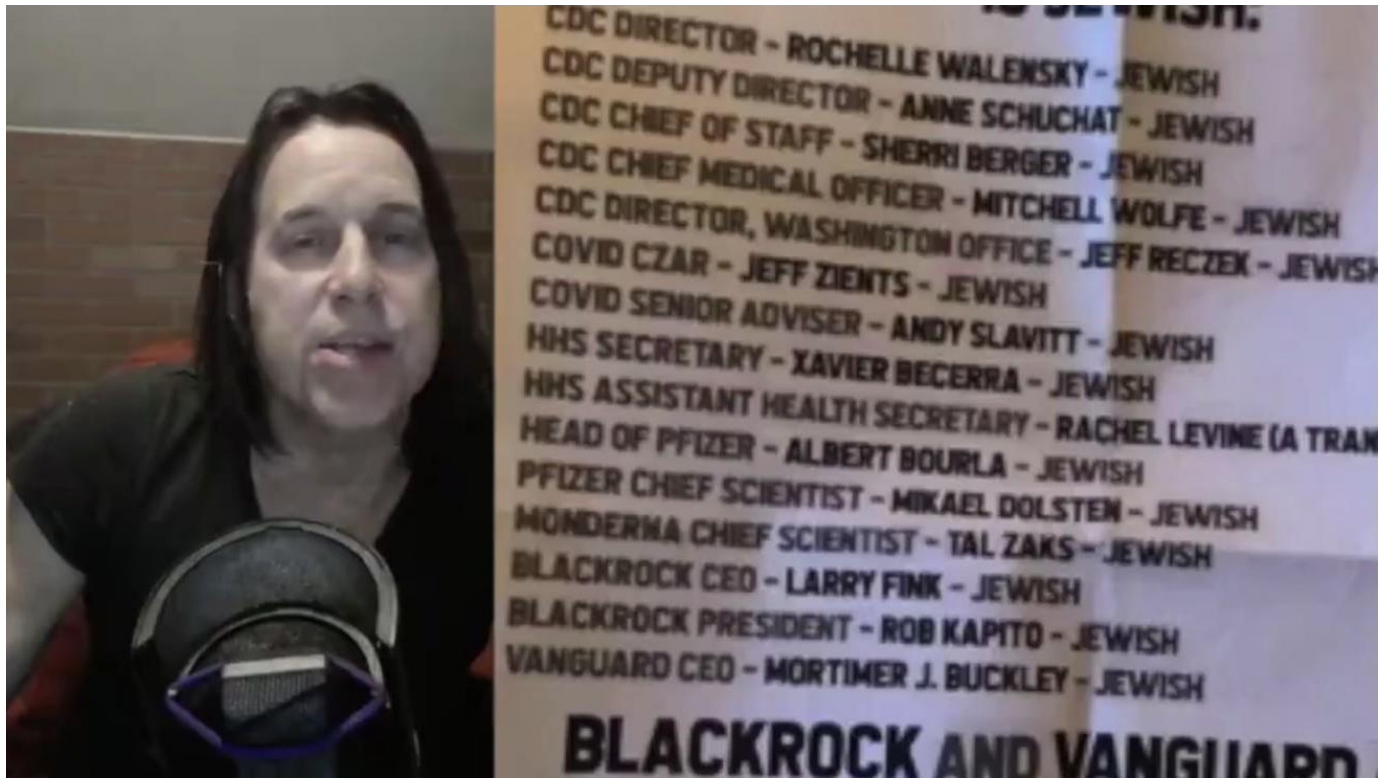 IS JEWISH:
CDC DIRECTOR - ROCHELLE WALENSKY - JEWISH
CDC DEPUTY DIRECTOR - ANNE SCHUCHAT - JEWISH
CDC CHIEF OF STAFF - SHERRI BERGER - JEWISH
CDC CHIEF MEDICAL OFFICER - MITCHELL WOLFE - JEWISH
CDC DIRECTOR, WASHINGTON OFFICE - JEFF RECZEK - JEWISH
COVID CZAR - JEFF ZIENTS - JEWISH
COVID SENIOR ADVISER - ANDY SLAVITT - JEWISH
HHS SECRETARY - XAVIER BECERRA - JEWISH
HHS ASSISTANT HEALTH SECRETARY - RACHEL LEVINE (A TRAN
HEAD OF PFIZER - ALBERT BOURLA - JEWISH
PFIZER CHIEF SCIENTIST - MIKAEL DOLSTEN - JEWISH
MONDERNA CHIEF SCIENTIST - TAL ZAKS - JEWISH
BLACKROCK CEO - LARRY FINK - JEWISH
BLACKROCK PRESIDENT - ROB KAPITO - JEWISH
VANGUARD CEO - MORTIMER J. BUCKLEY - JEWISH
BLACKROCK AND VANGUARD